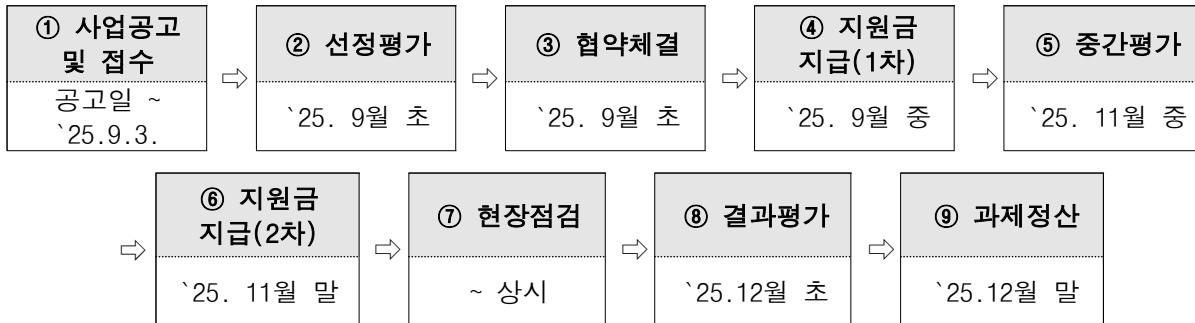 ① 사업공고
및 접수
공고일 ~
`25.9.3.
⇨
② 선정평가
`25. 9월 초
⇨
③ 협약체결
`25. 9월 초
⇨
④ 지원금
지급(1차)
`25. 9월 중
⇨
⑤ 중간평가
`25. 11월 중
⇨
⑥ 지원금
지급(2차)
`25. 11월 말
⇨
⑦ 현장점검
~ 상시
⇨
⑧ 결과평가
`25.12월 초
⇨
⑨ 과제정산
`25.12월 말